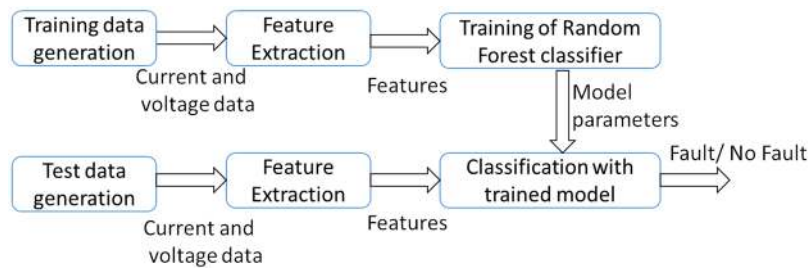 Training data
generation
Current and
voltage data
Feature
Extraction
Features
Training of Random
Forest classifier
Model
parameters
Test data
generation
Current and
voltage data
Feature
Extraction
Features
Classification with
trained model
Fault/ No Fault